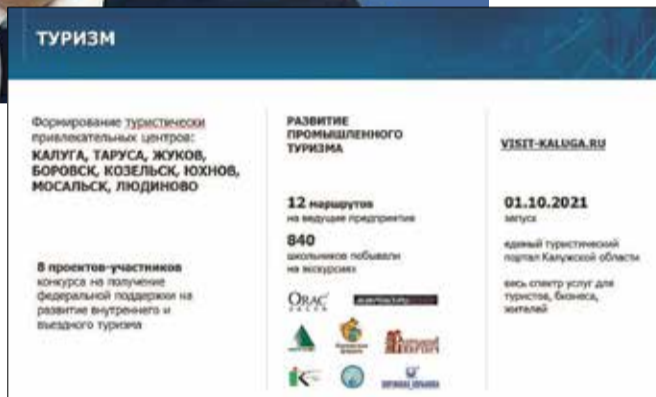 ТУРИЗМ
Формирование туристически
привлекательных центров:
КАЛУГА, ТАРУСА, ЖУКОВ,
БОРОВСК, КОЗЕЛЬСК, ЮХНОВ,
МОСАЛЬСК, ЛЮДИНОВО
8 проектов-участников
конкурса на получение
федеральной поддержки на
развитие внутреннего и
въездного туризма
РАЗВИТИЕ
ПРОМЫШЛЕННОГО
ТУРИЗМА
12 маршрутов
на ведущие предприятия
840
школьников побывали
на экскурсиях
ORAC
VISIT-KALUGA.RU
01.10.2021
запуск
единый туристический
портал Калужской области
весь спектр услуг для
туристов, бизнеса,
жителей